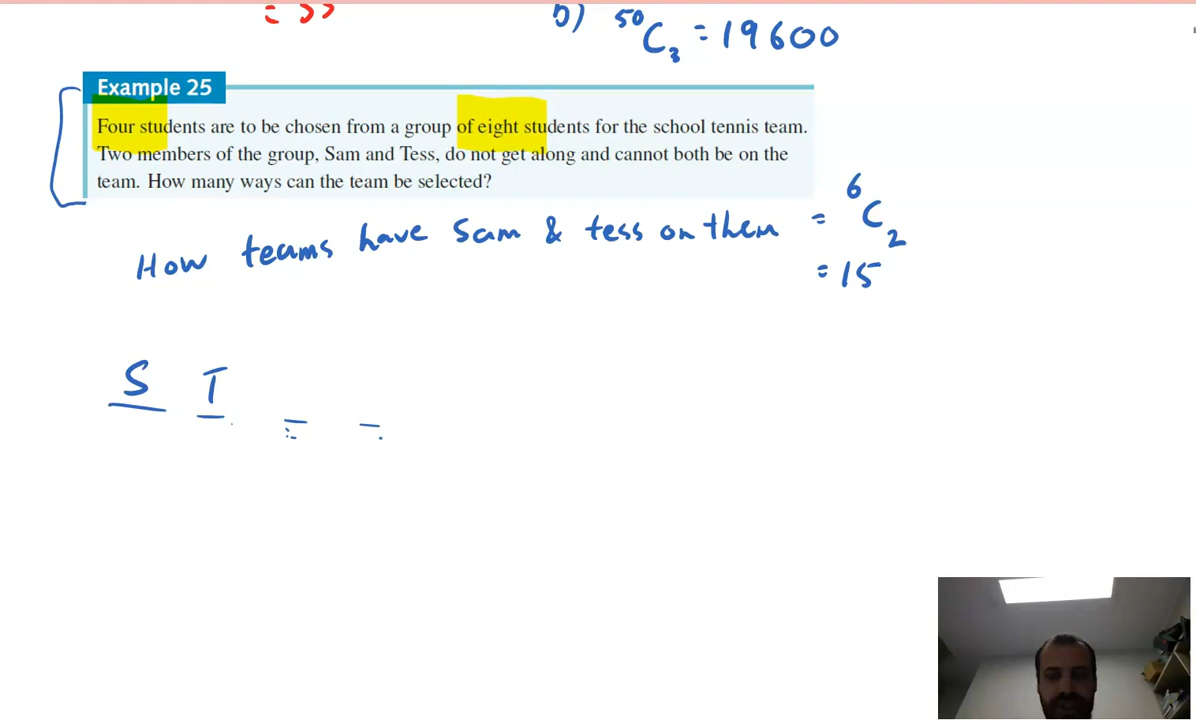 = 55
b) ⁵⁰C₃ = 19600
Example 25
Four students are to be chosen from a group of eight students for the school tennis team.
Two members of the group, Sam and Tess, do not get along and cannot both be on the
team. How many ways can the team be selected?
How teams have Sam & tess on them = ⁶C₂
= 15
S T